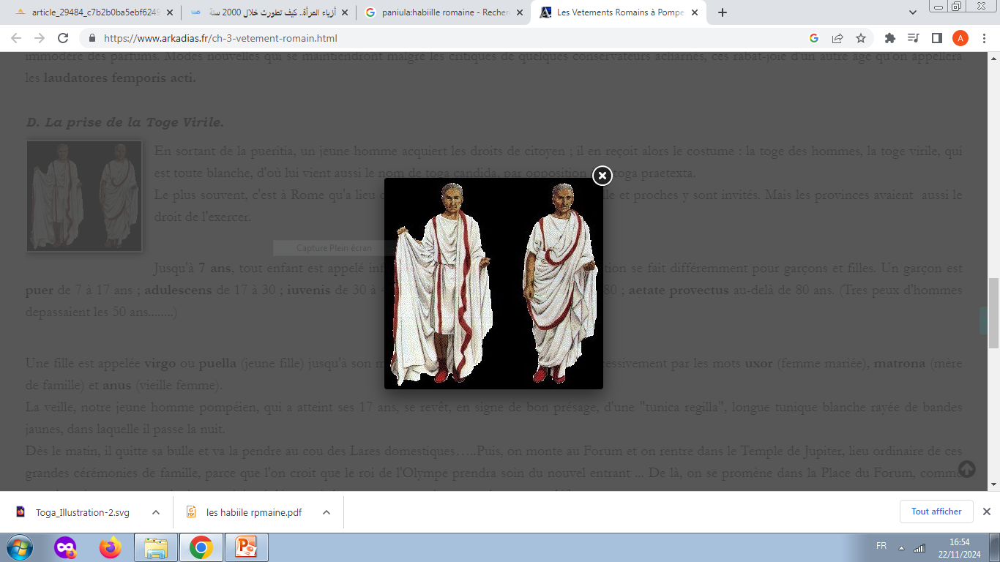 article_29484_c7b2b0ba5ebf6249
أزياء المرأة.. كيف تطورت خلال 2000 سنة
paniula:habiille romaine - Recher
Les Vetements Romains à Pompe
https://www.arkadias.fr/ch-3-vetement-romain.html
A
immodéré des parfums. Modes nouvelles qui se maintiendront malgré les critiques de quelques conservateurs acharnés, ces rabat-joie d'un autre âge qu'on appellera
les laudatores femporis acti.
D. La prise de la Toge Virile.
En sortant de la pueritia, un jeune homme acquiert les droits de citoyen ; il en reçoit alors le costume : la toge des hommes, la toge virile, qui
est toute blanche, d'où lui vient aussi le nom de toga candida, par opposition toga praetexta.
Le plus souvent, c'est à Rome qu'a lieu le et proches y sont invités. Mais les provinces avaient aussi le
droit de l'exercer.
Capture Plein écran
Jusqu'à 7 ans, tout enfant est appelé tion se fait différemment pour garçons et filles. Un garçon est
puer de 7 à 17 ans ; adulescens de 17 à 30 ; iuvenis de 30 à 80 ; aetate provectus au-delà de 80 ans. (Tres peu d'hommes
depassaient les 50 ans........)
Une fille est appelée virgo ou puella (jeune fille) jusqu'à son cessivement par les mots uxor (femme mariée), matrona (mère
de famille) et anus (vieille femme).
La veille, notre jeune homme pompéien, qui a atteint ses 17 ans, se revêt, en signe de bon présage, d'une "tunica regilla", longue tunique blanche rayée de bandes
jaunes, dans laquelle il passe la nuit.
Dès le matin, il quitte sa bulle et va la pendre au cou des Lares domestiques…..Puis, on monte au Forum et on rentre dans le Temple de Jupiter, lieu ordinaire de ces
grandes cérémonies de famille, parce que l'on croit que le roi de l'Olympe prendra soin du nouvel entrant ... De là, on se promène dans la Place du Forum, comme
Toga_Illustration-2.svg
les habiile rpmaine.pdf
Tout afficher
FR
16:54
22/11/2024